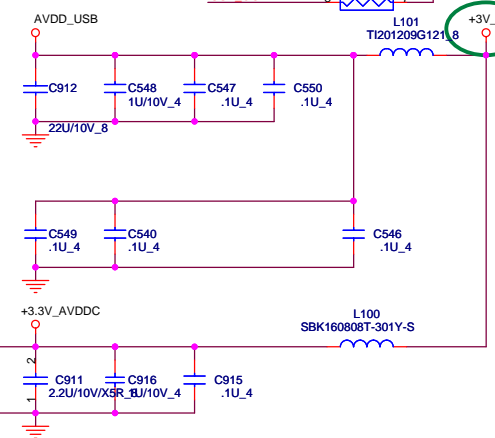 L101
AVDD_USB
+3V_
TI201209G121_8
C912
C548
C547
C550
1U/10V_4
.1U_4
.1U_4
22U/10V_8
C549
C540
C546
.1U_4
.1U_4
.1U_4
+3.3V_AVDDC
L100
SBK160808T-301Y-S
2
C911
C916
C915
2.2U/10V/X5R_6
1U/10V_4
.1U_4
1